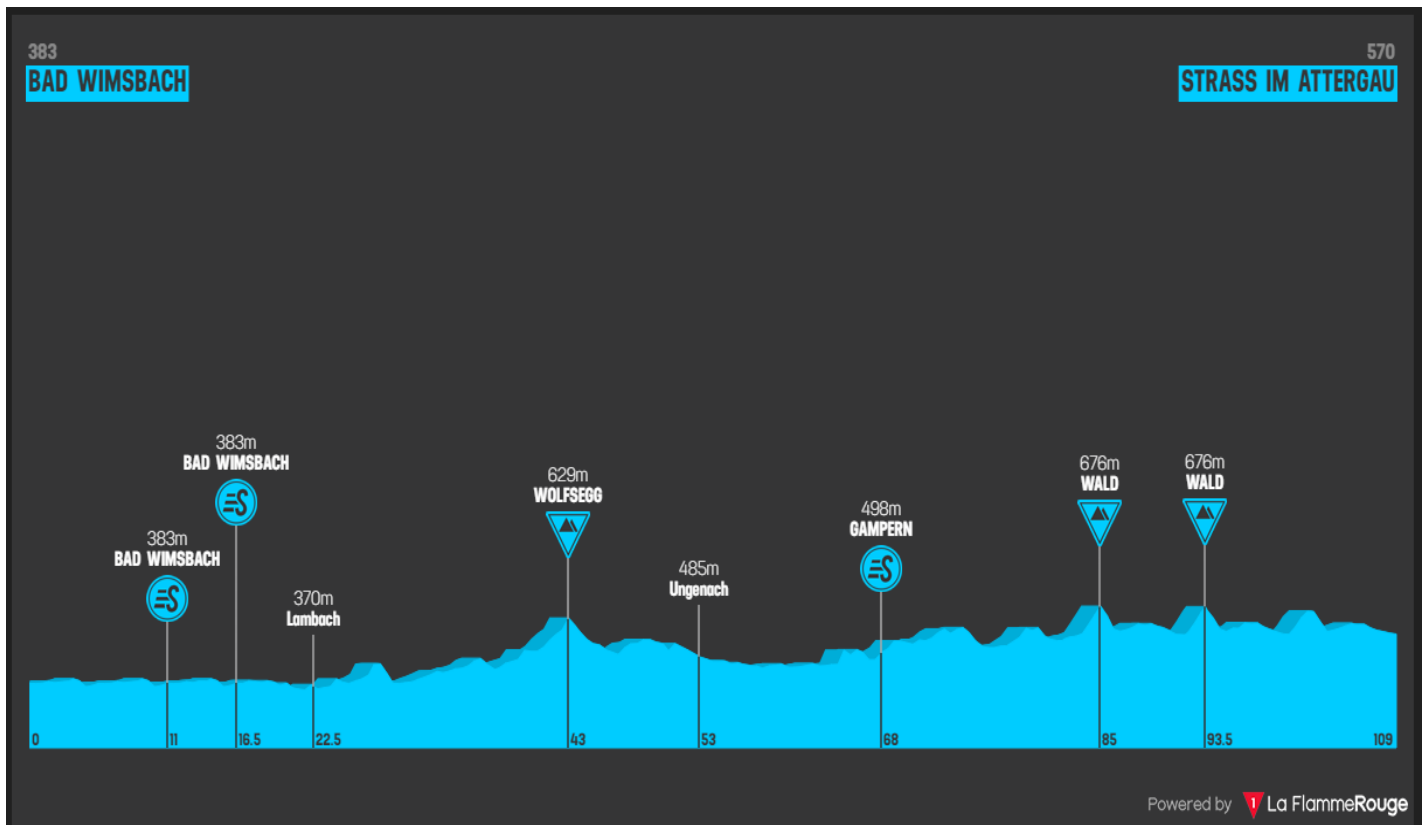 383
BAD WIMSBACH
570
STRASS IM ATTERGAU
383m
BAD WIMSBACH
S
383m
BAD WIMSBACH
S
370m
Lambach
629m
WOLFSEGG
485m
Ungenach
498m
GAMPERN
S
676m
WALD
676m
WALD
0
11
16.5
22.5
43
53
68
85
93.5
109
Powered by 1 La FlammeRouge